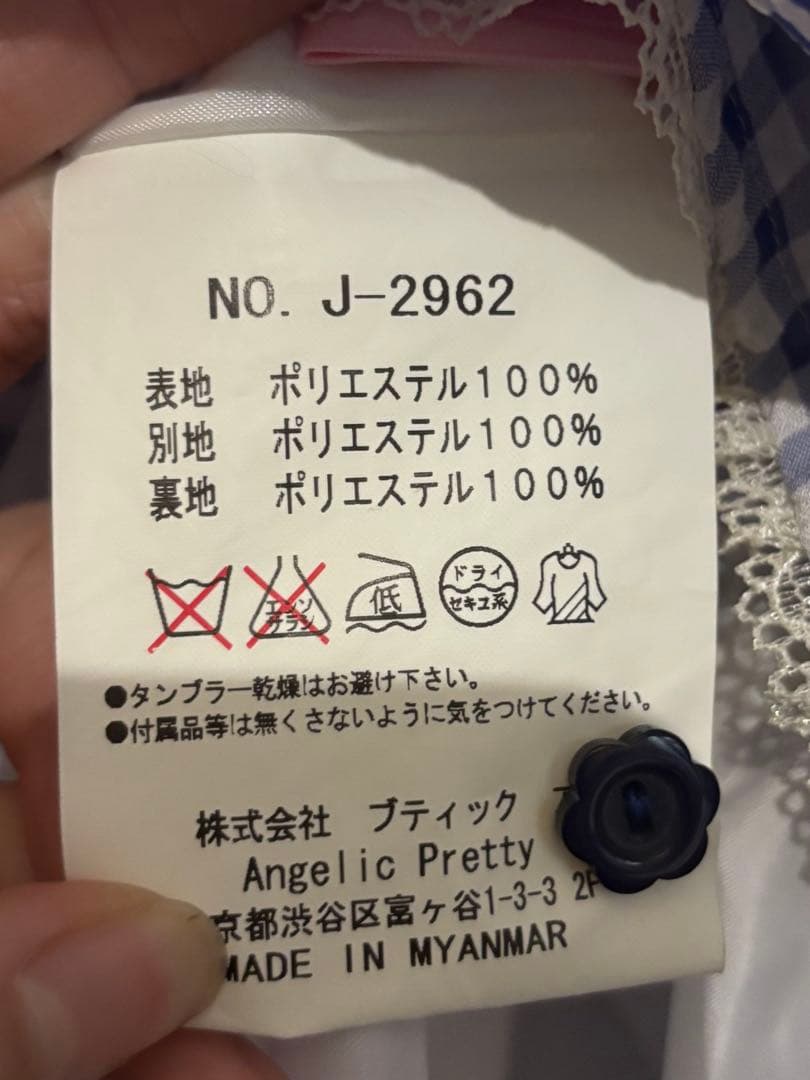 NO. J-2962
表地 ポリエステル100%
別地 ポリエステル100%
裏地 ポリエステル100%
エンソ
サラシ
低
ドライ
セキユ系
●タンブラー乾燥はお避け下さい。
●付属品等は無くさないように気をつけてください。
株式会社 ブティック
Angelic Pretty
京都渋谷区富ヶ谷1-3-3 2F
MADE IN MYANMAR